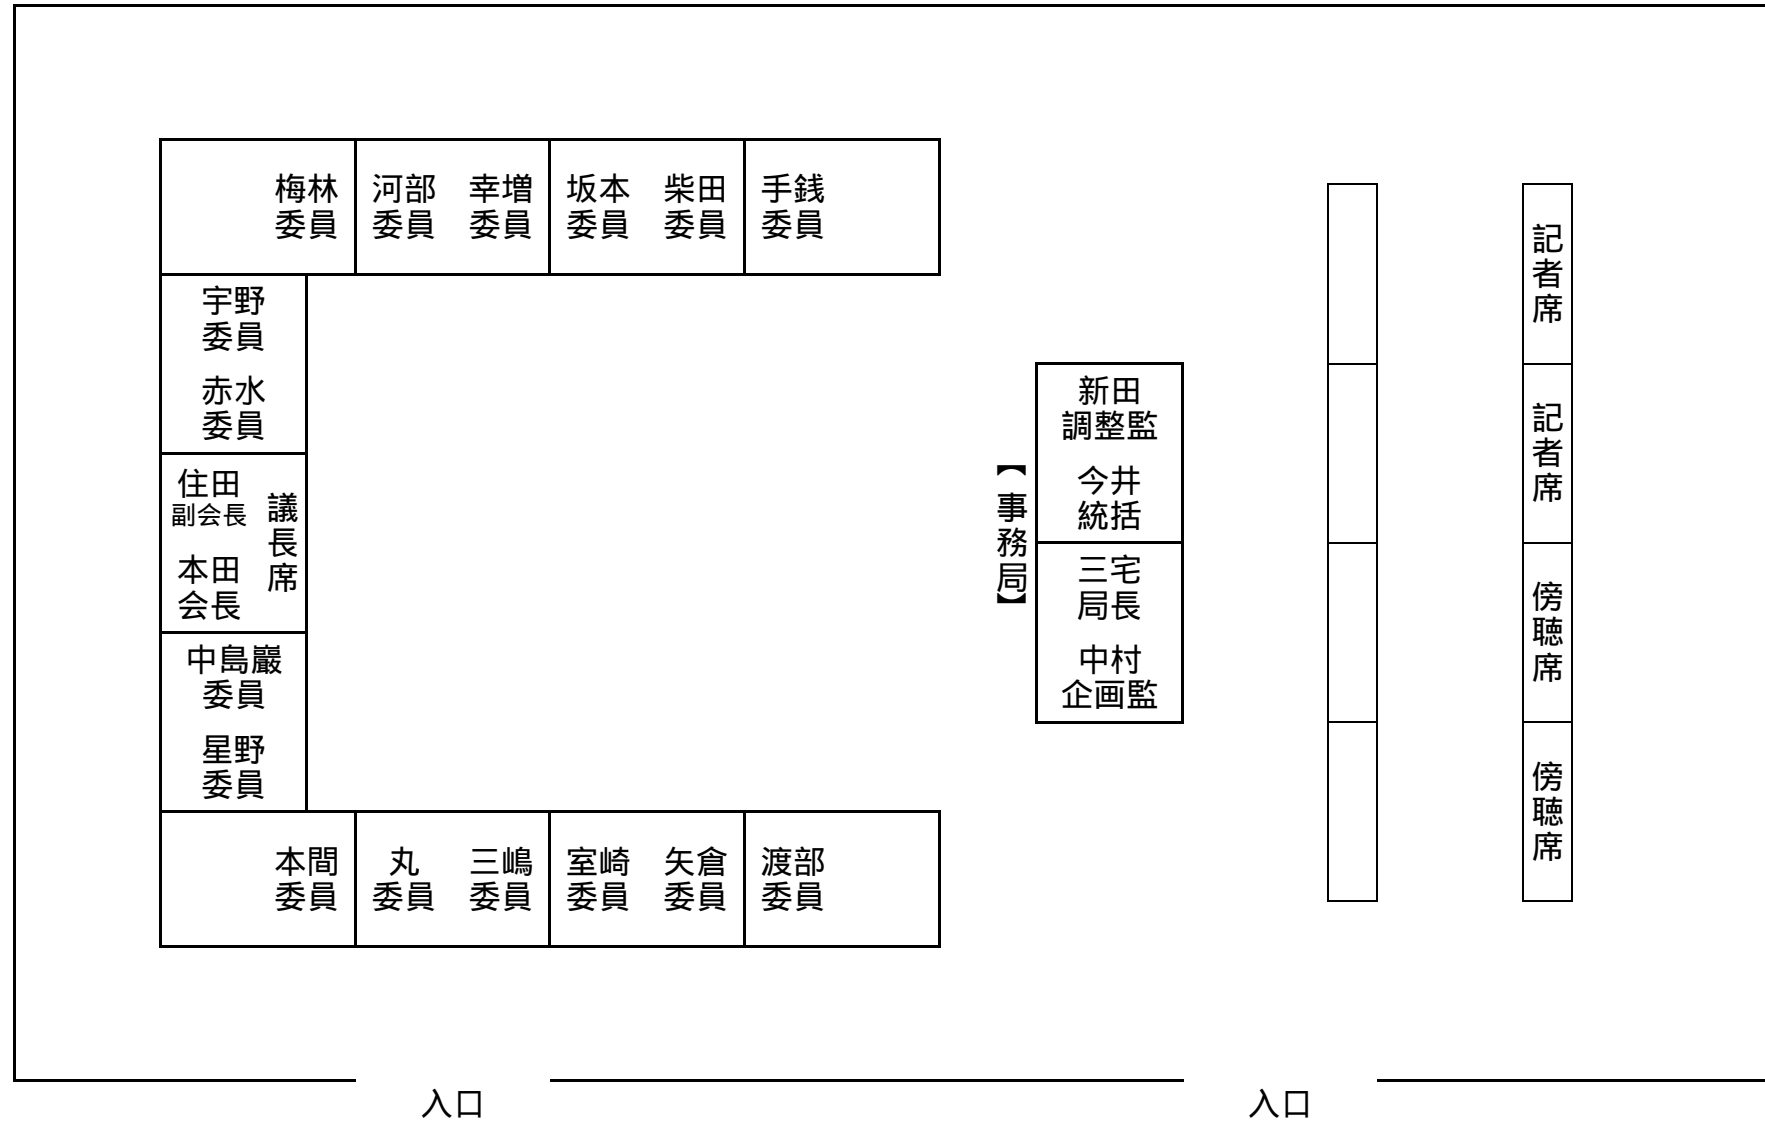 梅林
委員
河部
委員
幸増
委員
坂本
委員
柴田
委員
手銭
委員
宇野
委員
赤水
委員
住田
副会長
本田
会長
議長席
中島巖
委員
星野
委員
本間
委員
丸
委員
三嶋
委員
室崎
委員
矢倉
委員
渡部
委員
【事務局】
新田
調整監
今井
統括
三宅
局長
中村
企画監
記者席
記者席
傍聴席
傍聴席
入口
入口